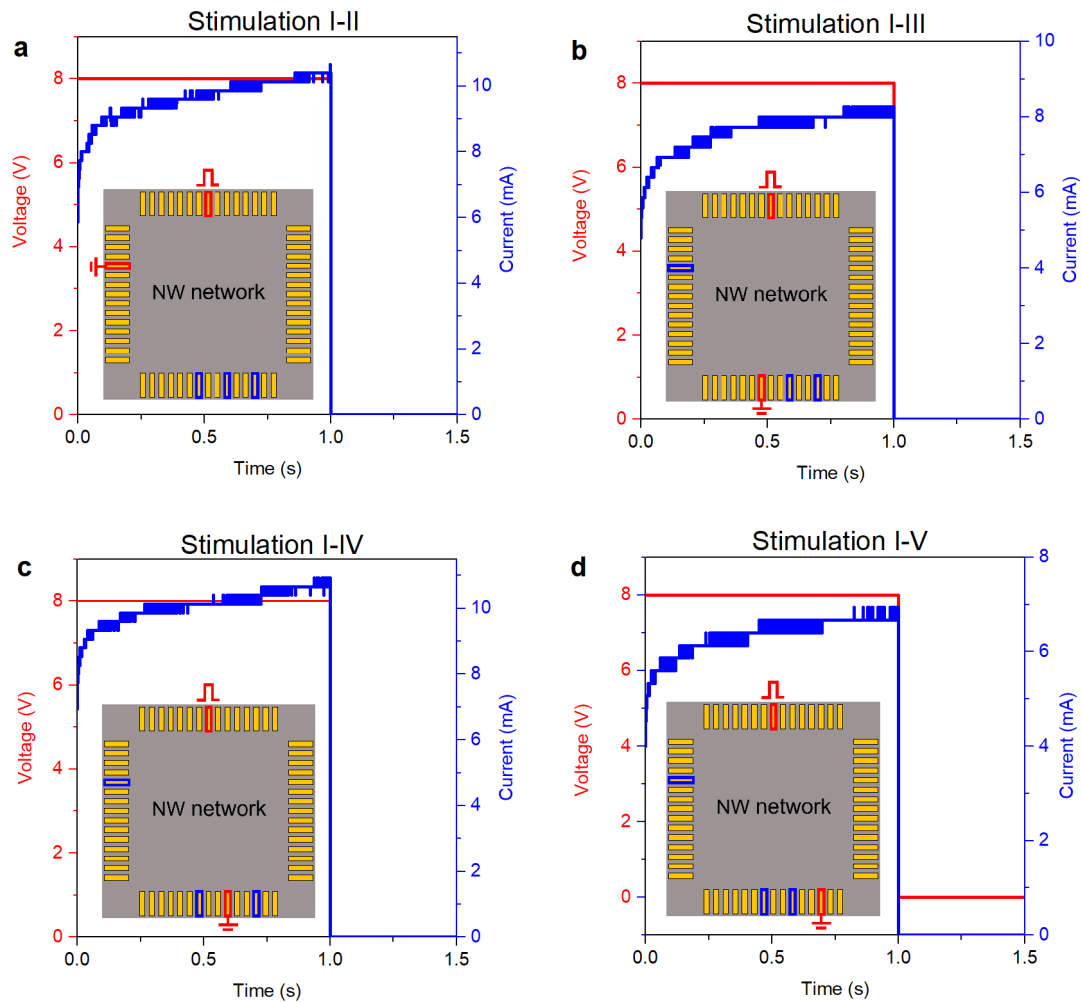 a
Stimulation I-II
8
6
4
2
0
Voltage (V)
NW network
10
8
6
4
2
0
Current (mA)
0.0
0.5
1.0
1.5
Time (s)
b
Stimulation I-III
8
6
4
2
0
Voltage (V)
NW network
10
8
6
4
2
0
Current (mA)
0.0
0.5
1.0
1.5
Time (s)
c
Stimulation I-IV
8
6
4
2
0
Voltage (V)
NW network
10
8
6
4
2
0
Current (mA)
0.0
0.5
1.0
1.5
Time (s)
d
Stimulation I-V
8
6
4
2
0
Voltage (V)
NW network
8
6
4
2
0
Current (mA)
0.0
0.5
1.0
1.5
Time (s)